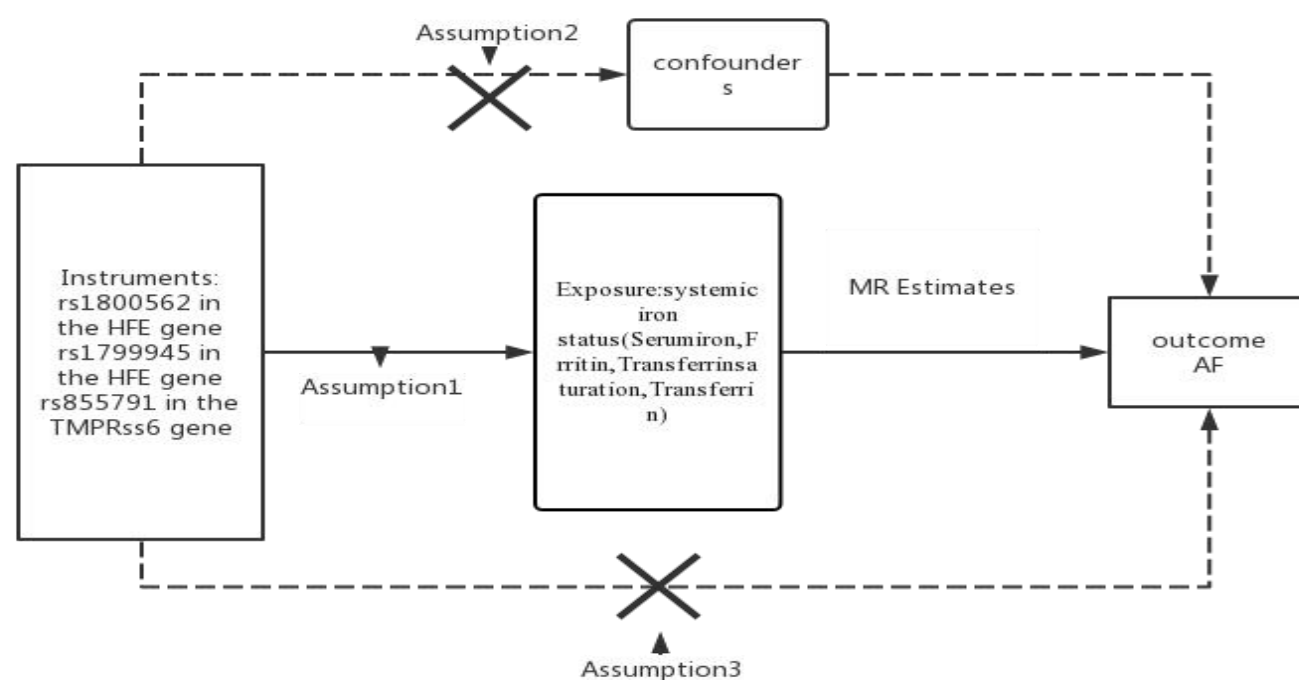 Assumption2
confounder
s
Instruments:
rs1800562 in
the HFE gene
rs1799945 in
the HFE gene
rs855791 in the
TMPRss6 gene
Assumption1
Exposure:systemic
iron
status(Serumiron,F
rritin,Transferrinsa
turation,Transferri
n)
MR Estimates
outcome
AF
Assumption3